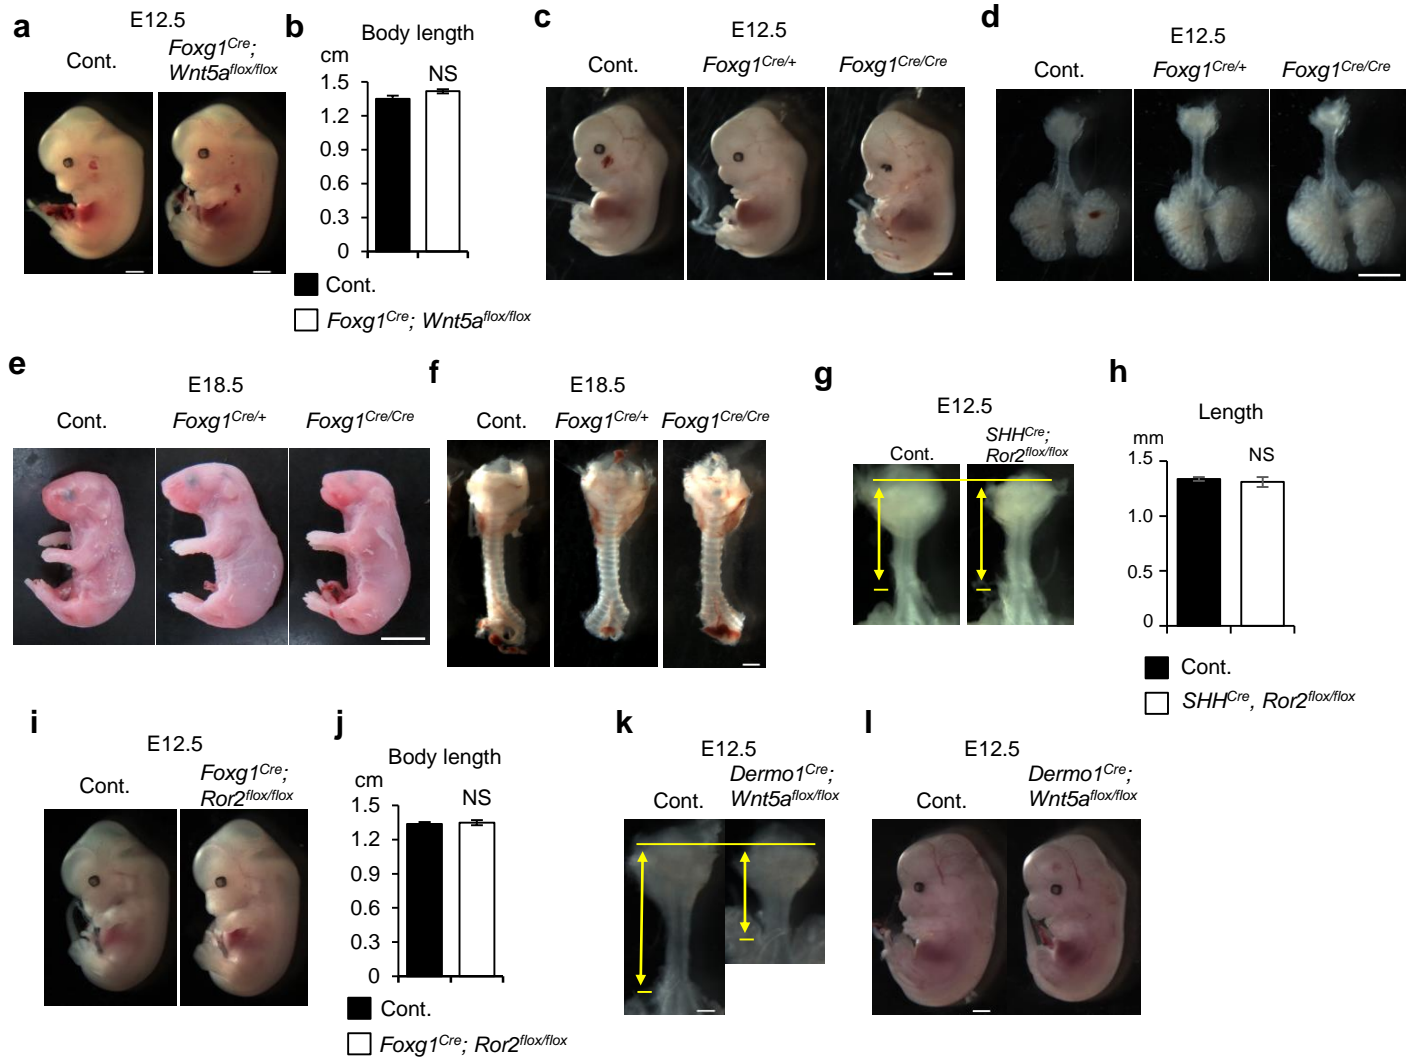 a
E12.5
Cont.
Foxg1Cre;
Wnt5aflox/flox
b
Body length
cm
NS
1.5
1.2
0.9
0.6
0.3
0
Cont.
Foxg1Cre; Wnt5aflox/flox
c
E12.5
Cont.
Foxg1Cre/+
Foxg1Cre/Cre
d
E12.5
Cont.
Foxg1Cre/+
Foxg1Cre/Cre
e
E18.5
Cont.
Foxg1Cre/+
Foxg1Cre/Cre
f
E18.5
Cont.
Foxg1Cre/+
Foxg1Cre/Cre
g
E12.5
Cont.
SHHCre;
Ror2flox/flox
h
Length
mm
NS
1.5
1.0
0.5
0
Cont.
SHHCre, Ror2flox/flox
i
E12.5
Cont.
Foxg1Cre;
Ror2flox/flox
j
Body length
cm
NS
1.5
1.2
0.9
0.6
0.3
0
Cont.
Foxg1Cre; Ror2flox/flox
k
E12.5
Cont.
Dermo1Cre;
Wnt5aflox/flox
l
E12.5
Cont.
Dermo1Cre;
Wnt5aflox/flox